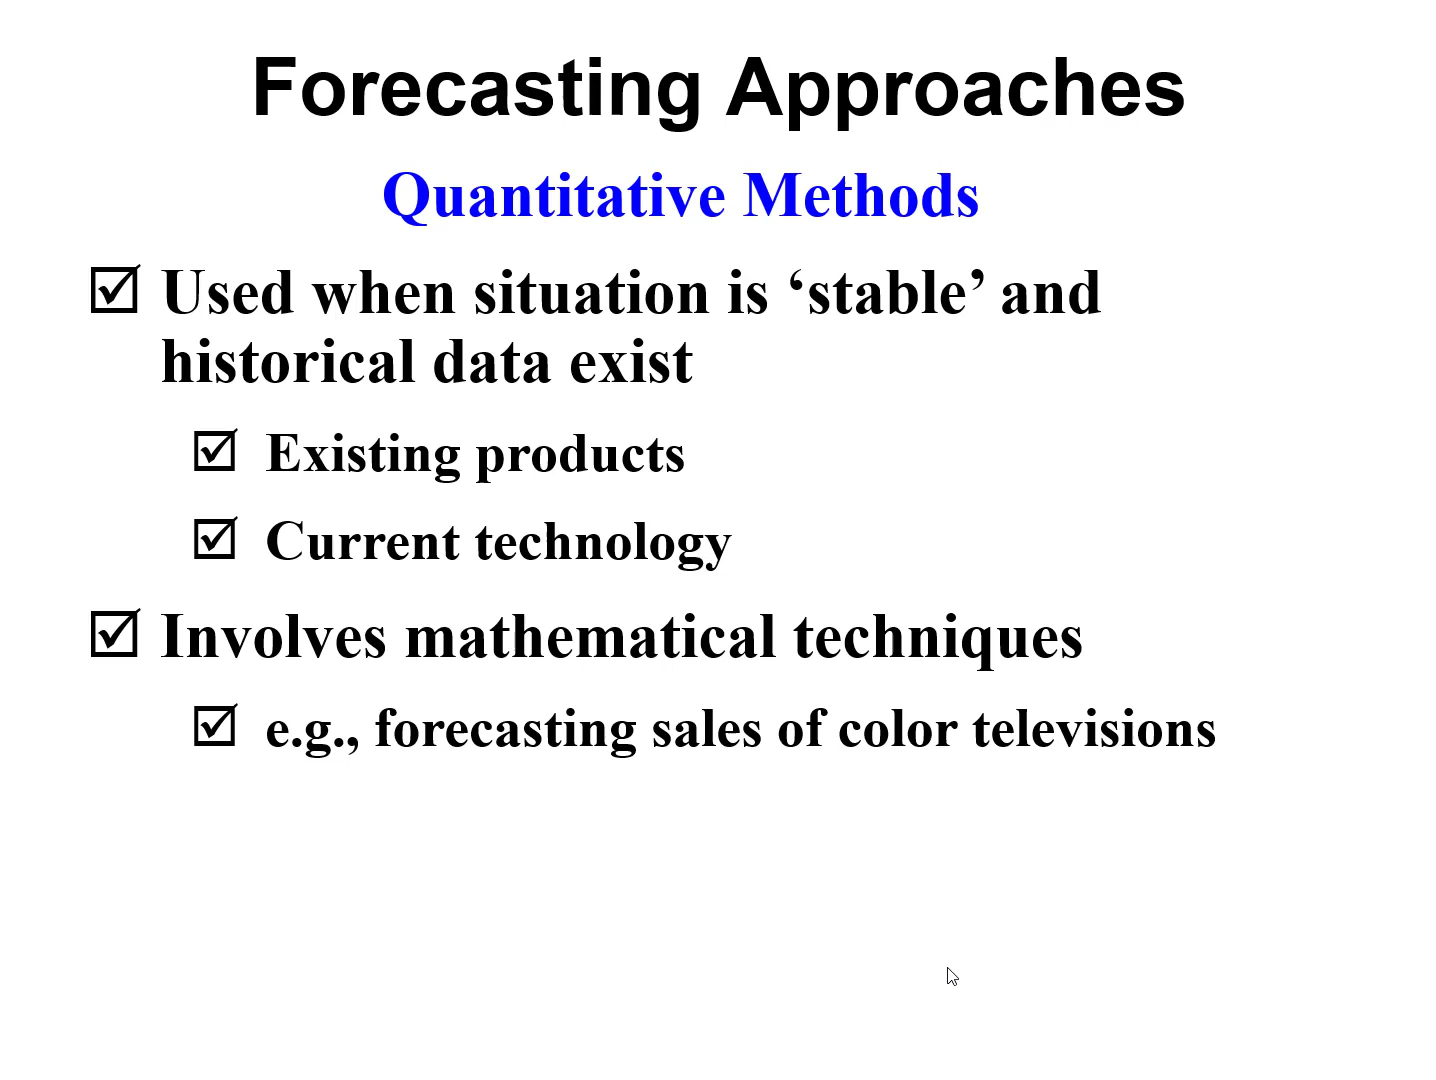 Forecasting Approaches
Quantitative Methods
Used when situation is ‘stable’ and
historical data exist
Existing products
Current technology
Involves mathematical techniques
e.g., forecasting sales of color televisions